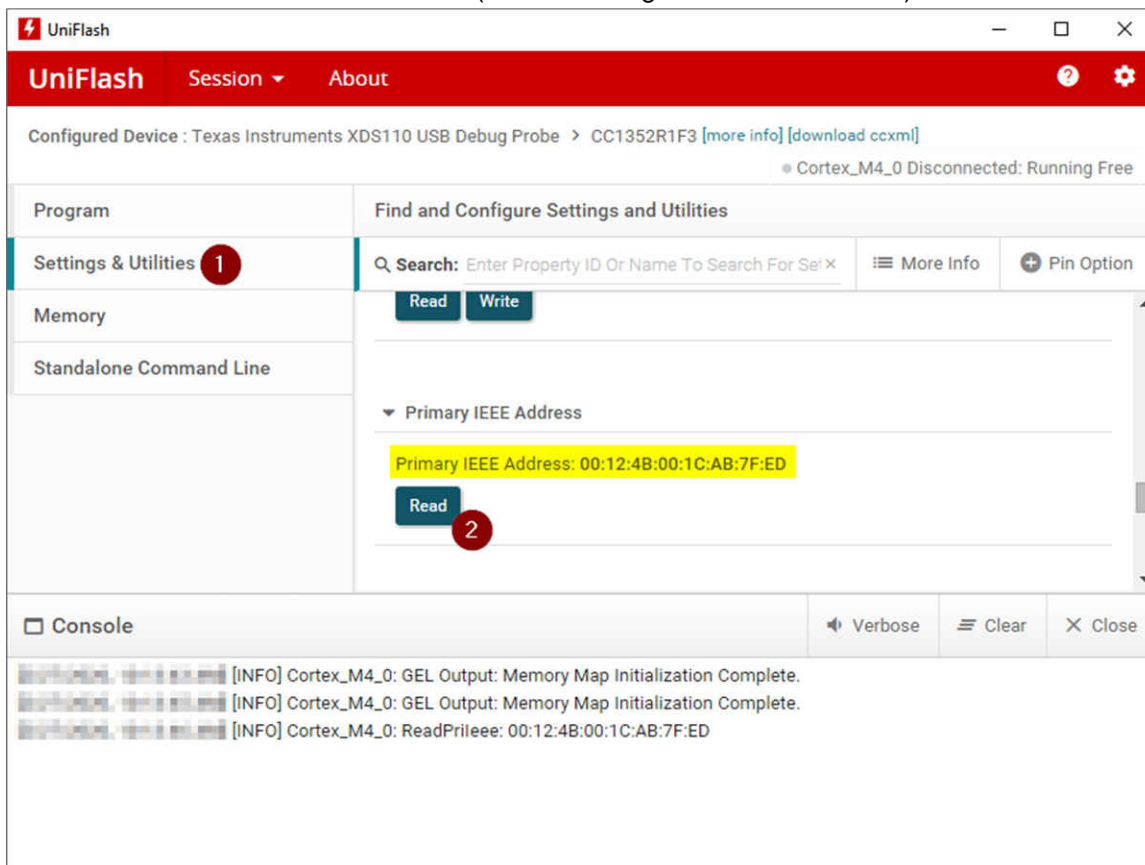 UniFlash
UniFlash Session About
Configured Device : Texas Instruments XDS110 USB Debug Probe > CC1352R1F3 [more info] [download ccxml]
Cortex_M4_0 Disconnected: Running Free
Program
Find and Configure Settings and Utilities
Settings & Utilities 1
Search: Enter Property ID Or Name To Search For Set × More Info Pin Option
Read Write
Memory
Standalone Command Line
Primary IEEE Address
Primary IEEE Address: 00:12:4B:00:1C:AB:7F:ED
Read
2
Console Verbose Clear Close
[INFO] Cortex_M4_0: GEL Output: Memory Map Initialization Complete.
[INFO] Cortex_M4_0: GEL Output: Memory Map Initialization Complete.
[INFO] Cortex_M4_0: ReadPriIeee: 00:12:4B:00:1C:AB:7F:ED